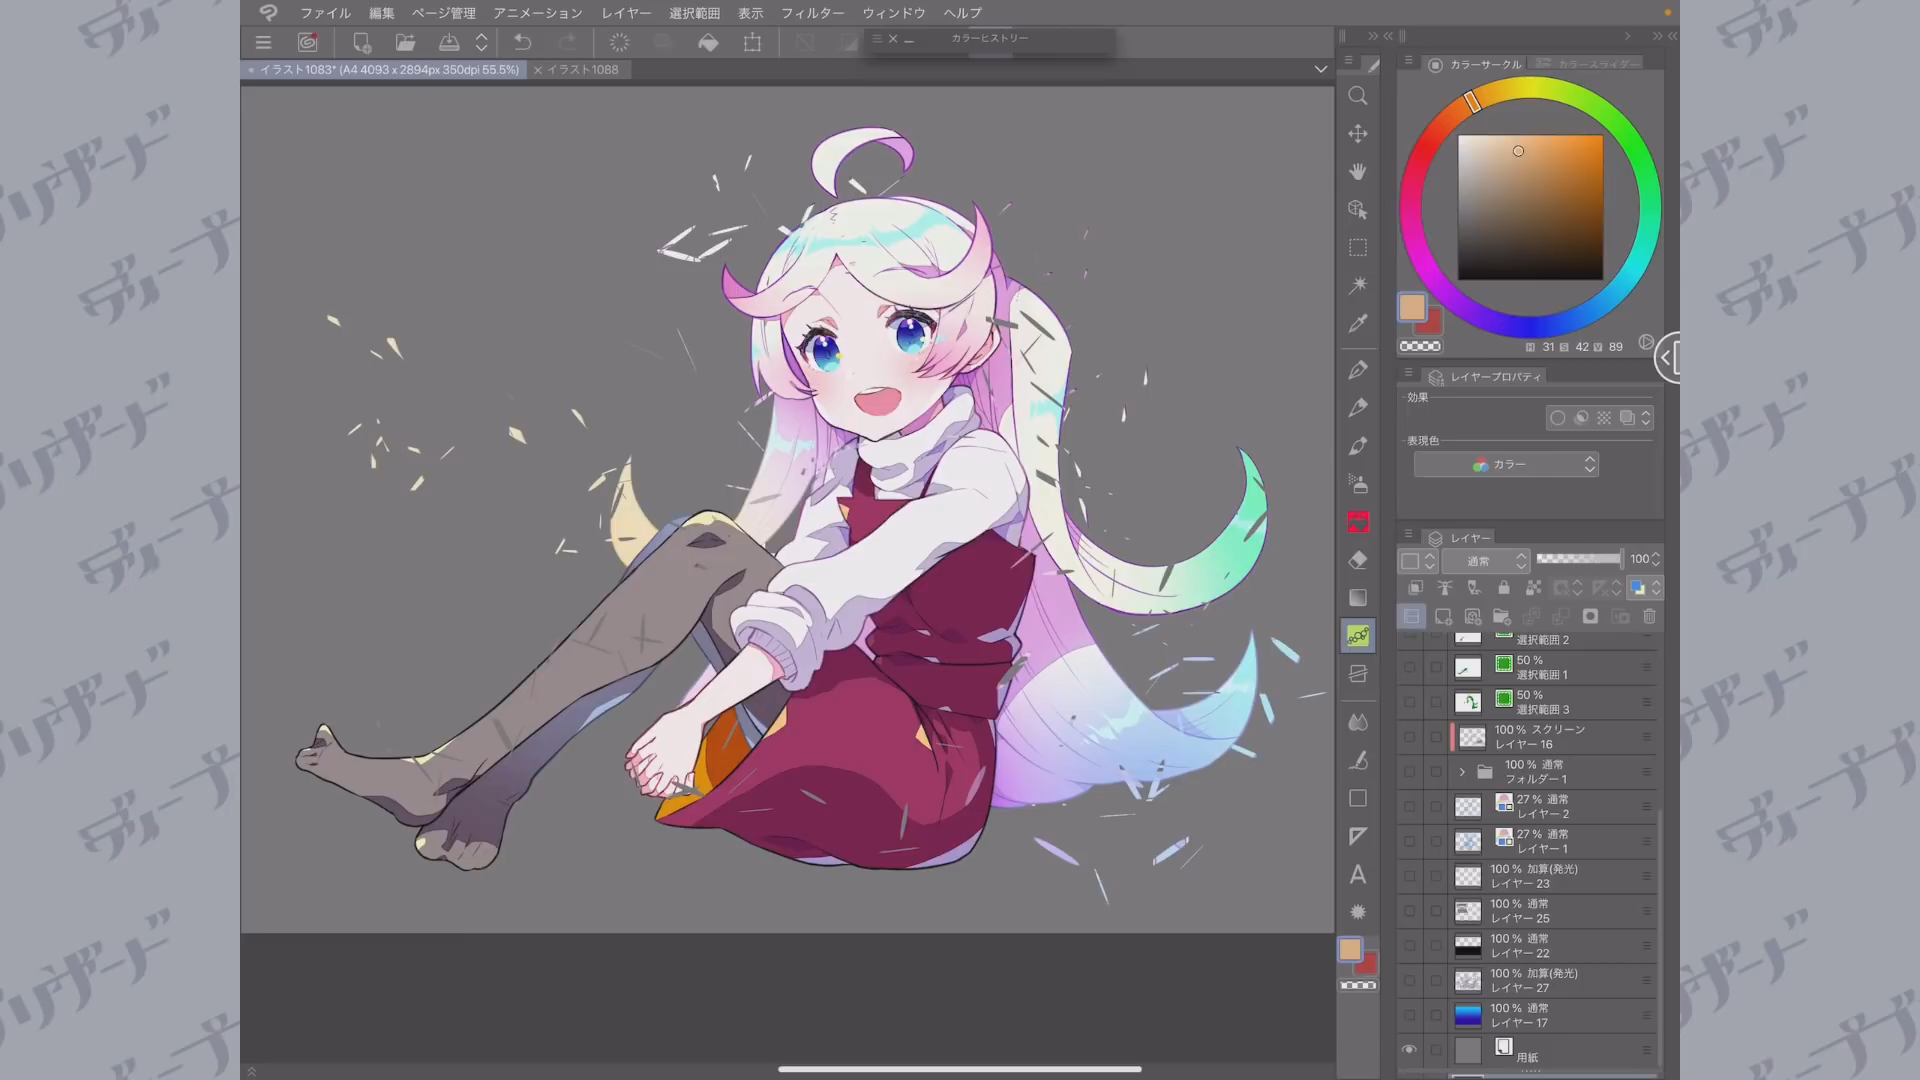 ファイル 編集 ページ管理 アニメーション レイヤー 選択範囲 表示 フィルター ウィンドウ ヘルプ
カラーヒストリー
イラスト1083* (A4 4093 x 2894px 350dpi 55.5%)
イラスト1088
カラーサークル
カラースライダー
H 31 S 42 V 89
レイヤープロパティ
効果
表現色
カラー
レイヤー
通常
100
選択範囲 2
50 %
選択範囲 1
50 %
選択範囲 3
100 % スクリーン
レイヤー 16
100 % 通常
フォルダー 1
27 % 通常
レイヤー 2
27 % 通常
レイヤー 1
100 % 加算(発光)
レイヤー 23
100 % 通常
レイヤー 25
100 % 通常
レイヤー 22
100 % 加算(発光)
レイヤー 27
100 % 通常
レイヤー 17
用紙